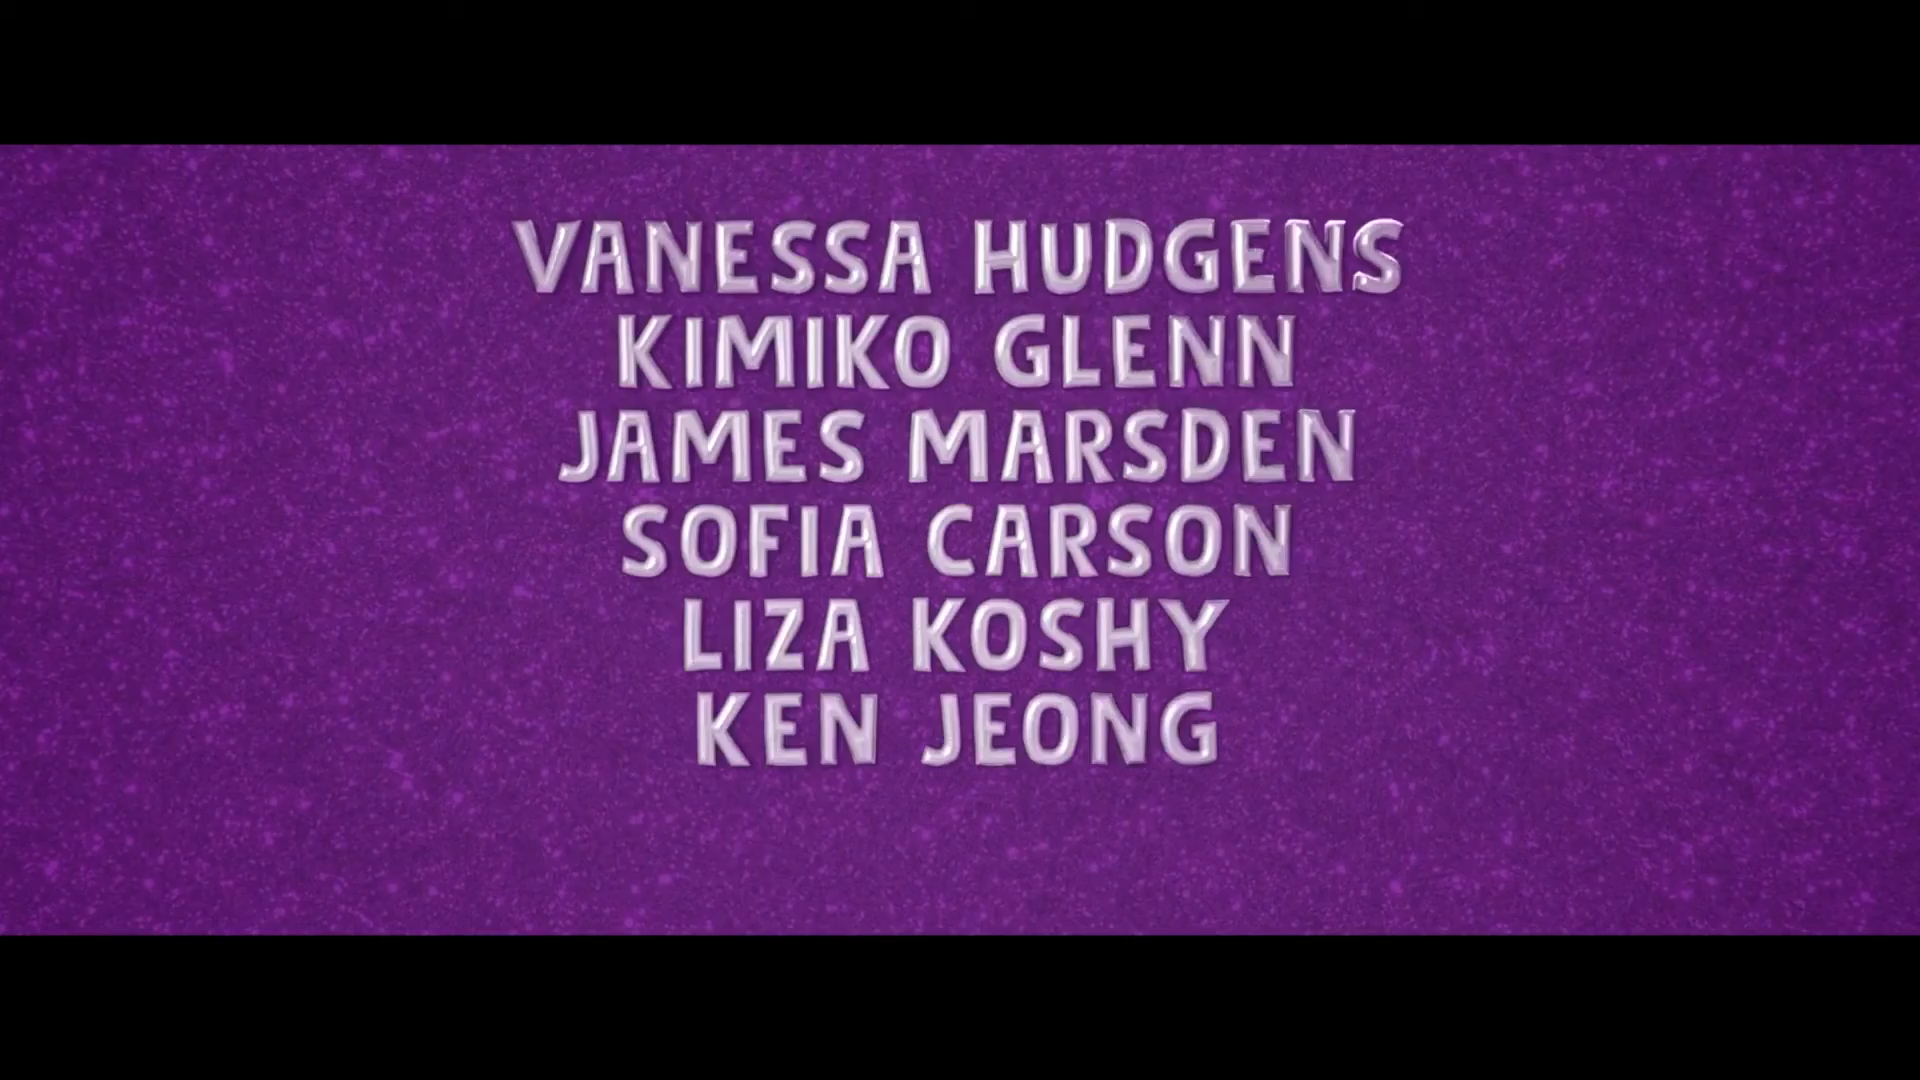 VANESSA HUDGENS
KIMIKO GLENN
JAMES MARSDEN
SOFIA CARSON
LIZA KOSHY
KEN JEONG